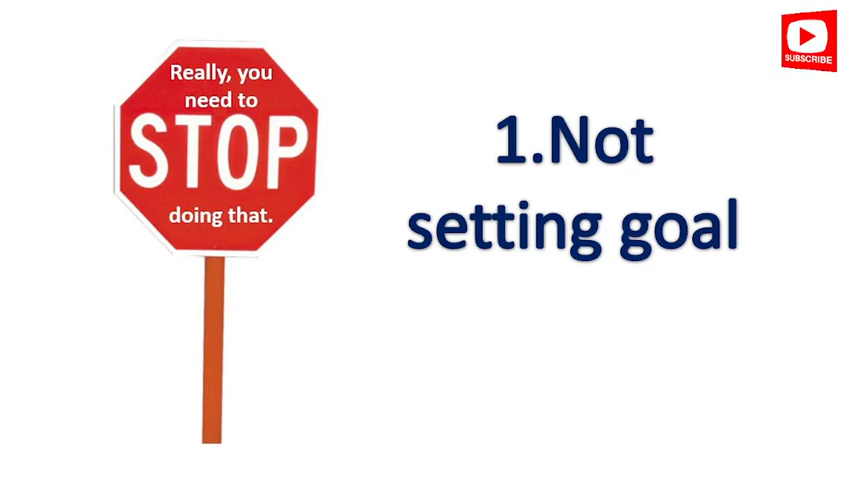 Really, you
need to
STOP
doing that.
1.Not
setting goal
SUBSCRIBE